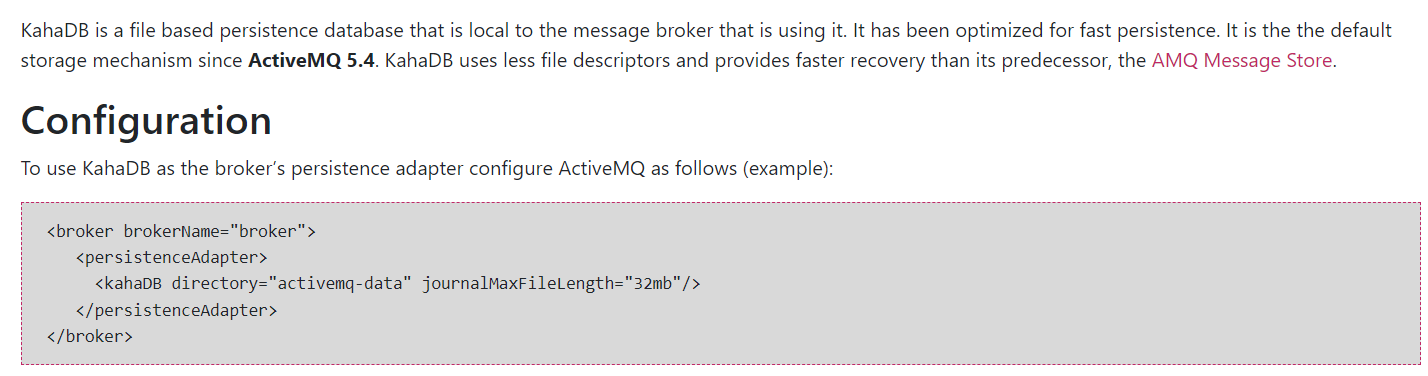 KahaDB is a file based persistence database that is local to the message broker that is using it. It has been optimized for fast persistence. It is the the default
storage mechanism since ActiveMQ 5.4. KahaDB uses less file descriptors and provides faster recovery than its predecessor, the AMQ Message Store.
Configuration
To use KahaDB as the broker’s persistence adapter configure ActiveMQ as follows (example):
<broker brokerName="broker">
   <persistenceAdapter>
     <kahaDB directory="activemq-data" journalMaxFileLength="32mb"/>
   </persistenceAdapter>
</broker>